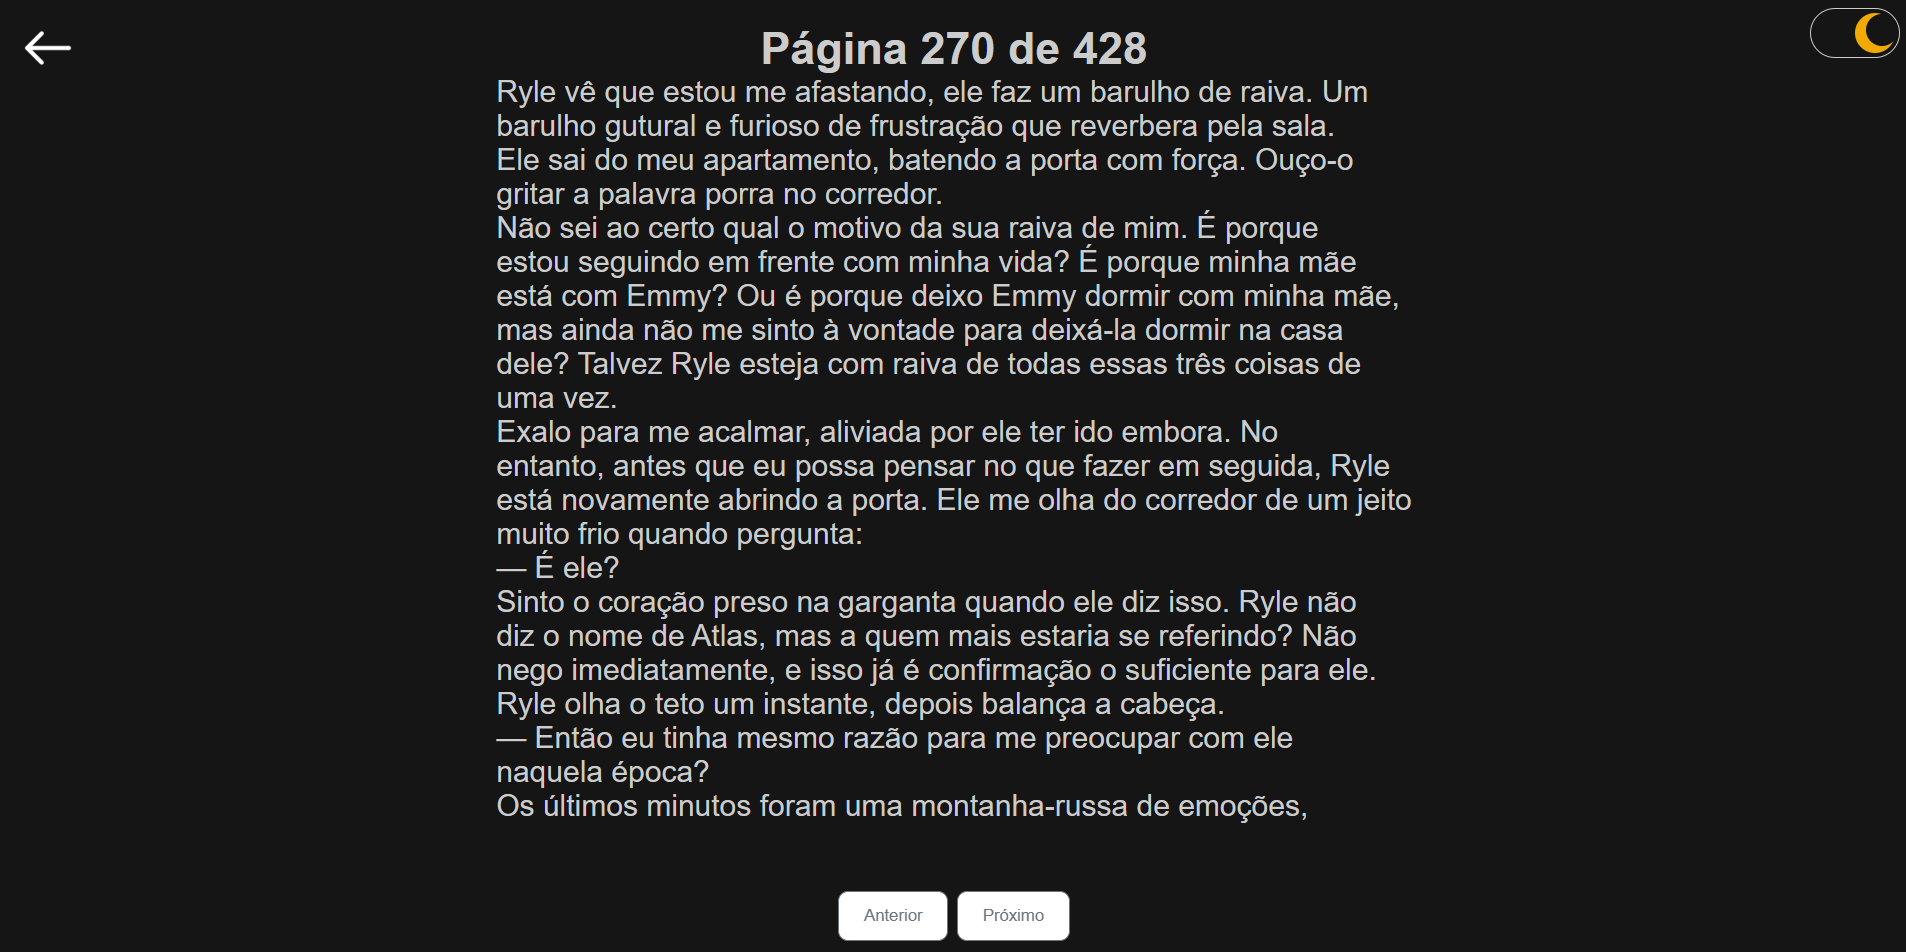 Página 270 de 428
Ryle vê que estou me afastando, ele faz um barulho de raiva. Um
barulho gutural e furioso de frustração que reverbera pela sala.
Ele sai do meu apartamento, batendo a porta com força. Ouço-o
gritar a palavra porra no corredor.
Não sei ao certo qual o motivo da sua raiva de mim. É porque
estou seguindo em frente com minha vida? É porque minha mãe
está com Emmy? Ou é porque deixo Emmy dormir com minha mãe,
mas ainda não me sinto à vontade para deixá-la dormir na casa
dele? Talvez Ryle esteja com raiva de todas essas três coisas de
uma vez.
Exalo para me acalmar, aliviada por ele ter ido embora. No
entanto, antes que eu possa pensar no que fazer em seguida, Ryle
está novamente abrindo a porta. Ele me olha do corredor de um jeito
muito frio quando pergunta:
— É ele?
Sinto o coração preso na garganta quando ele diz isso. Ryle não
diz o nome de Atlas, mas a quem mais estaria se referindo? Não
nego imediatamente, e isso já é confirmação o suficiente para ele.
Ryle olha o teto um instante, depois balança a cabeça.
— Então eu tinha mesmo razão para me preocupar com ele
naquela época?
Os últimos minutos foram uma montanha-russa de emoções,
Anterior
Próximo